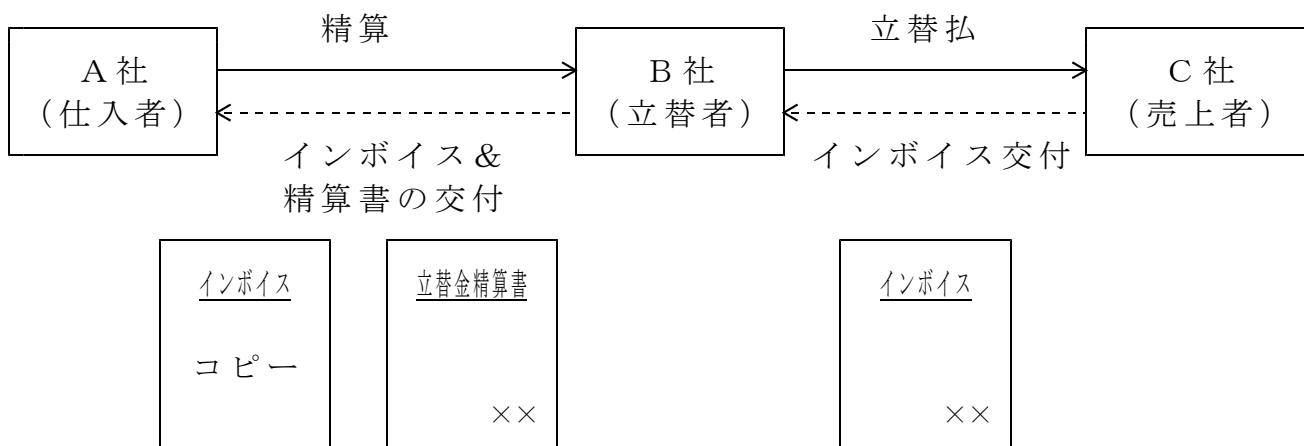 精算
立替払
A社
(仕入者)
B社
(立替者)
C社
(売上者)
インボイス&
精算書の交付
インボイス交付
インボイス
コピー
立替金精算書
××
インボイス
××